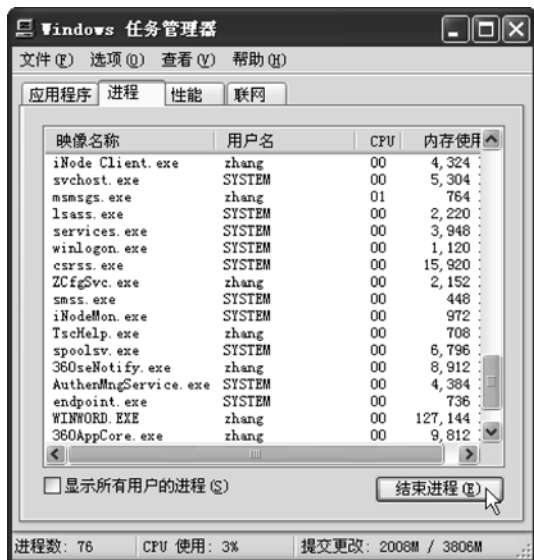 Windows 任务管理器
文件(F) 选项(O) 查看(V) 帮助(H)
应用程序 进程 性能 联网
映像名称 用户名 CPU 内存使用
iNode Client.exe zhang 00 4,324
svchost.exe SYSTEM 00 5,304
msmsgs.exe zhang 01 764
lsass.exe SYSTEM 00 2,220
services.exe SYSTEM 00 3,948
winlogon.exe SYSTEM 00 1,120
csrss.exe SYSTEM 00 15,920
ZCfgSvc.exe zhang 00 2,152
smss.exe SYSTEM 00 448
iNodeMon.exe SYSTEM 00 972
TscHelp.exe zhang 00 708
spoolsv.exe SYSTEM 00 6,796
360seNotify.exe zhang 00 8,912
AuthenMngService.exe SYSTEM 00 4,384
endpoint.exe SYSTEM 00 736
WINWORD.EXE zhang 00 127,144
360AppCore.exe zhang 00 9,812
显示所有用户的进程(S) 结束进程(E)
进程数: 76 CPU 使用: 3% 提交更改: 2008M / 3806M